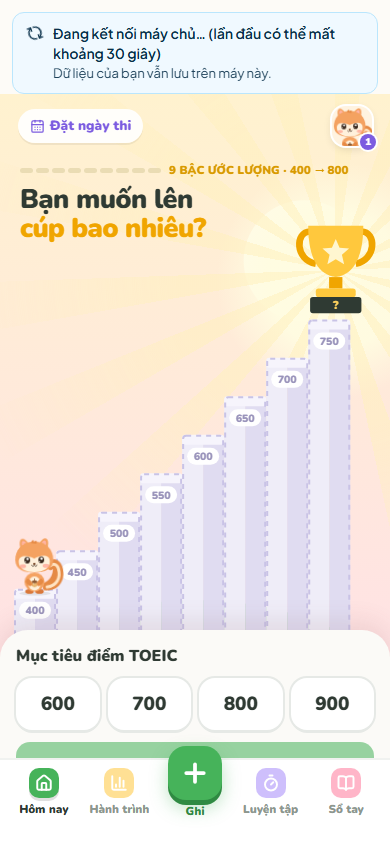 Đang kết nối máy chủ… (lần đầu có thể mất
khoảng 30 giây)
Dữ liệu của bạn vẫn lưu trên máy này.
Đặt ngày thi
1
9 BẬC ƯỚC LƯỢNG · 400 → 800
Bạn muốn lên
cúp bao nhiêu?
?
750
700
650
600
550
500
450
400
Mục tiêu điểm TOEIC
600 700 800 900
Hôm nay Hành trình Ghi Luyện tập Sổ tay